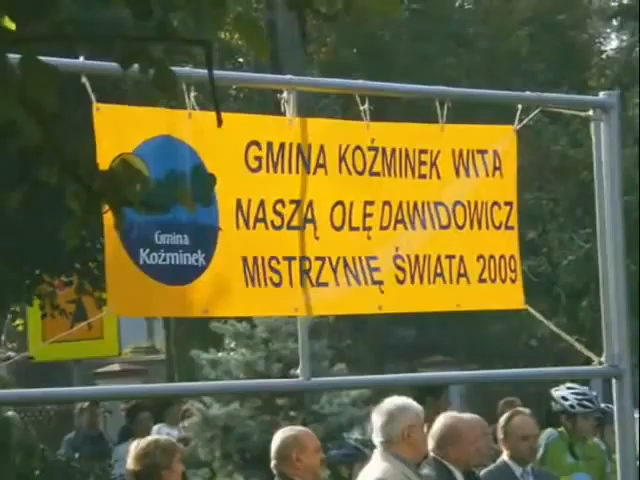 GMINA KOŹMINEK WITA
NASZĄ OLĘ DAWIDOWICZ
MISTRZYNIĘ ŚWIATA 2009
Gmina
Koźminek